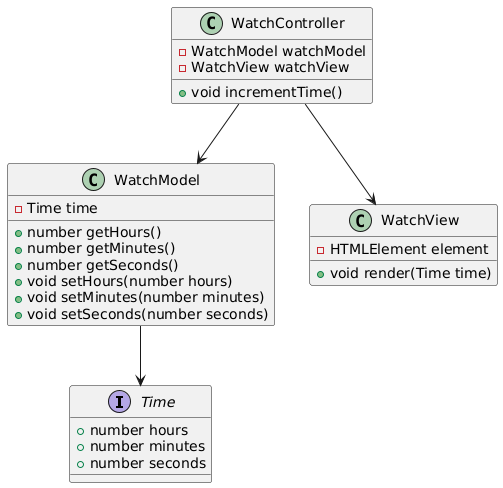 C WatchController
WatchModel watchModel
WatchView watchView
void incrementTime()
C WatchModel
Time time
number getHours()
number getMinutes()
number getSeconds()
void setHours(number hours)
void setMinutes(number minutes)
void setSeconds(number seconds)
C WatchView
HTMLElement element
void render(Time time)
I Time
number hours
number minutes
number seconds